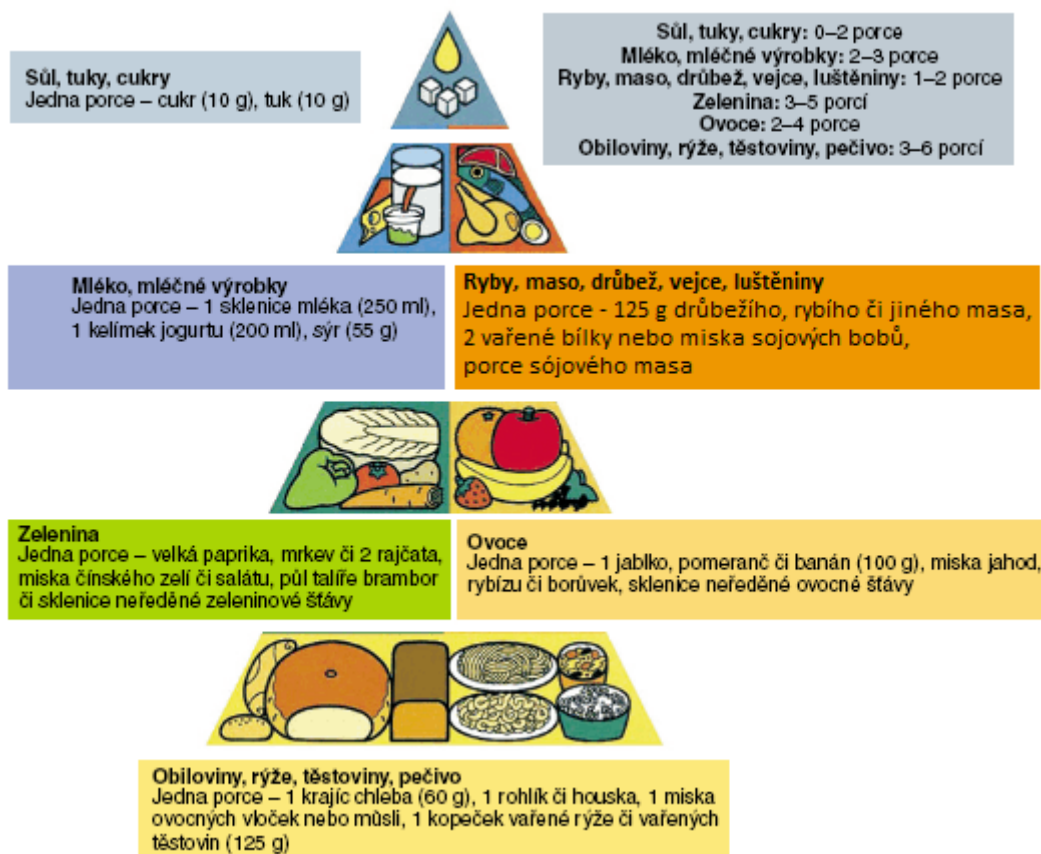 Sůl, tuky, cukry
Jedna porce – cukr (10 g), tuk (10 g)
Sůl, tuky, cukry: 0–2 porce
Mléko, mléčné výrobky: 2–3 porce
Ryby, maso, drůbež, vejce, luštěniny: 1–2 porce
Zelenina: 3–5 porcí
Ovoce: 2–4 porce
Obiloviny, rýže, těstoviny, pečivo: 3–6 porcí
Mléko, mléčné výrobky
Jedna porce – 1 sklenice mléka (250 ml),
1 kelímek jogurtu (200 ml), sýr (55 g)
Ryby, maso, drůbež, vejce, luštěniny
Jedna porce - 125 g drůbežího, rybího či jiného masa,
2 vařené bílky nebo miska sojových bobů,
porce sójového masa
Zelenina
Jedna porce – velká paprika, mrkev či 2 rajčata,
miska čínského zelí či salátu, půl talíře brambor
či sklenice neředěné zeleninové šťávy
Ovoce
Jedna porce – 1 jablko, pomeranč či banán (100 g), miska jahod,
rybízu či borůvek, sklenice neředěné ovocné šťávy
Obiloviny, rýže, těstoviny, pečivo
Jedna porce – 1 krajíc chleba (60 g), 1 rohlík či houska, 1 miska
ovocných vloček nebo műsli, 1 kopeček vařené rýže či vařených
těstovin (125 g)